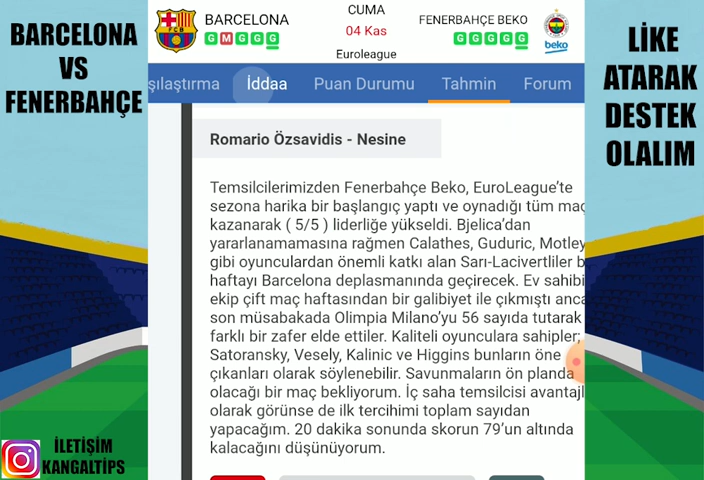 BARCELONA
VS
FENERBAHÇE
BARCELONA
G M G G G
CUMA
04 Kas
Euroleague
FENERBAHÇE BEKO
G G G G G
beko
şılaştırma İddaa Puan Durumu Tahmin Forum
Romario Özsavidis - Nesine
Temsilcilerimizden Fenerbahçe Beko, EuroLeague’te
sezona harika bir başlangıç yaptı ve oynadığı tüm maç
kazanarak ( 5/5 ) liderliğe yükseldi. Bjelica’dan
yararlanamamasına rağmen Calathes, Guduric, Motley
gibi oyunculardan önemli katkı alan Sarı-Lacivertliler b
haftayı Barcelona deplasmanında geçirecek. Ev sahibi
ekip çift maç haftasından bir galibiyet ile çıkmıştı anca
son müsabakada Olimpia Milano’yu 56 sayıda tutarak
farklı bir zafer elde ettiler. Kaliteli oyunculara sahipler;
Satoransky, Vesely, Kalinic ve Higgins bunların öne
çıkanları olarak söylenebilir. Savunmaların ön planda
olacağı bir maç bekliyorum. İç saha temsilcisi avantajl
olarak görünse de ilk tercihimi toplam sayıdan
yapacağım. 20 dakika sonunda skorun 79’un altında
kalacağını düşünüyorum.
LİKE
ATARAK
DESTEK
OLALIM
İLETİŞİM
KANGALTİPS